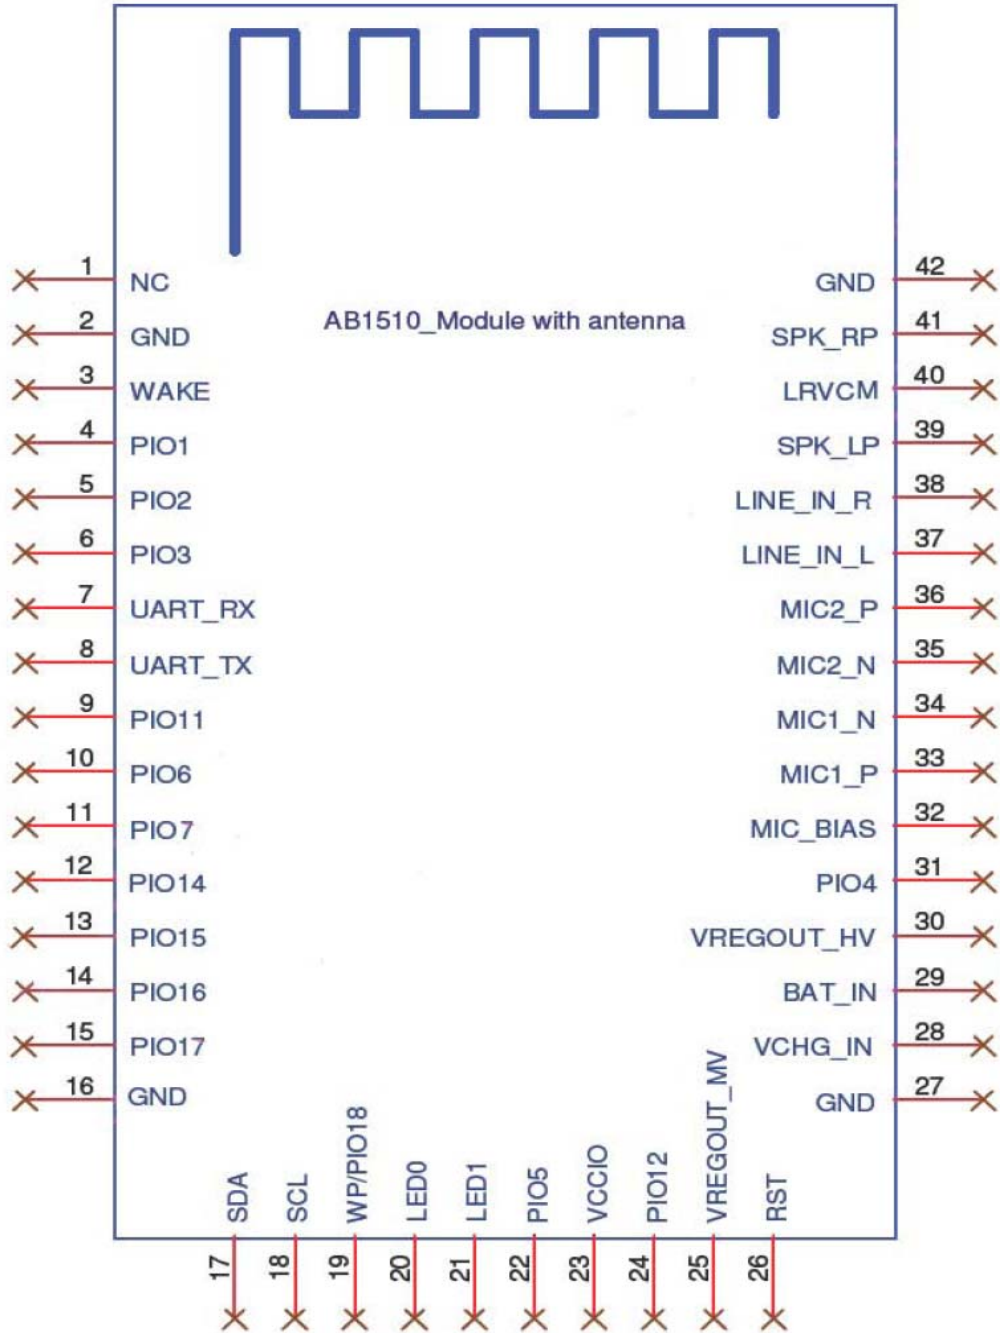 AB1510_Module with antenna
1 NC
2 GND
3 WAKE
4 PIO1
5 PIO2
6 PIO3
7 UART_RX
8 UART_TX
9 PIO11
10 PIO6
11 PIO7
12 PIO14
13 PIO15
14 PIO16
15 PIO17
16 GND
17 SDA
18 SCL
19 WP/PIO18
20 LED0
21 LED1
22 PIO5
23 VCCIO
24 PIO12
25 VREGOUT_MV
26 RST
GND 27
VCHG_IN 28
BAT_IN 29
VREGOUT_HV 30
PIO4 31
MIC_BIAS 32
MIC1_P 33
MIC1_N 34
MIC2_N 35
MIC2_P 36
LINE_IN_L 37
LINE_IN_R 38
SPK_LP 39
LRVCM 40
SPK_RP 41
GND 42